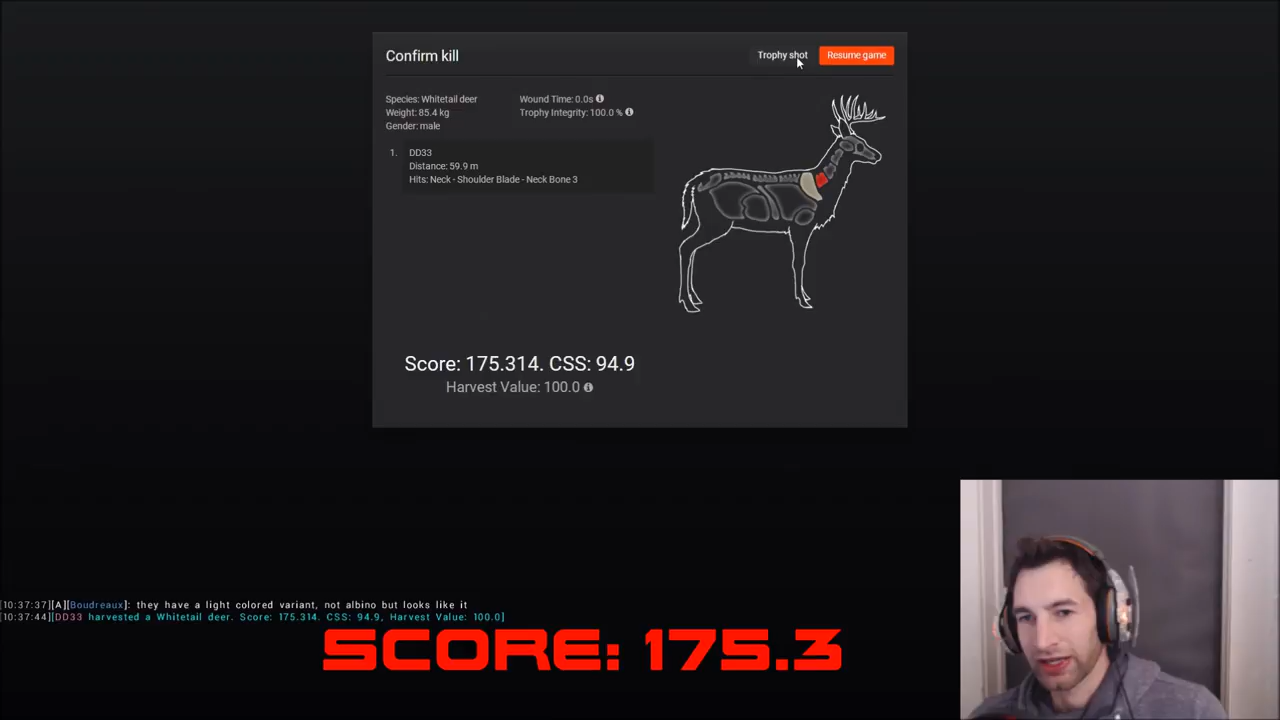 Confirm kill
Trophy shot
Resume game
Species: Whitetail deer
Weight: 85.4 kg
Gender: male
Wound Time: 0.0s
Trophy Integrity: 100.0 %
1. DD33
Distance: 59.9 m
Hits: Neck - Shoulder Blade - Neck Bone 3
Score: 175.314. CSS: 94.9
Harvest Value: 100.0
[10:37:37][A][Boudreaux]: they have a light colored variant, not albino but looks like it
[10:37:44][DD33 harvested a Whitetail deer. Score: 175.314. CSS: 94.9, Harvest Value: 100.0]
SCORE: 175.3